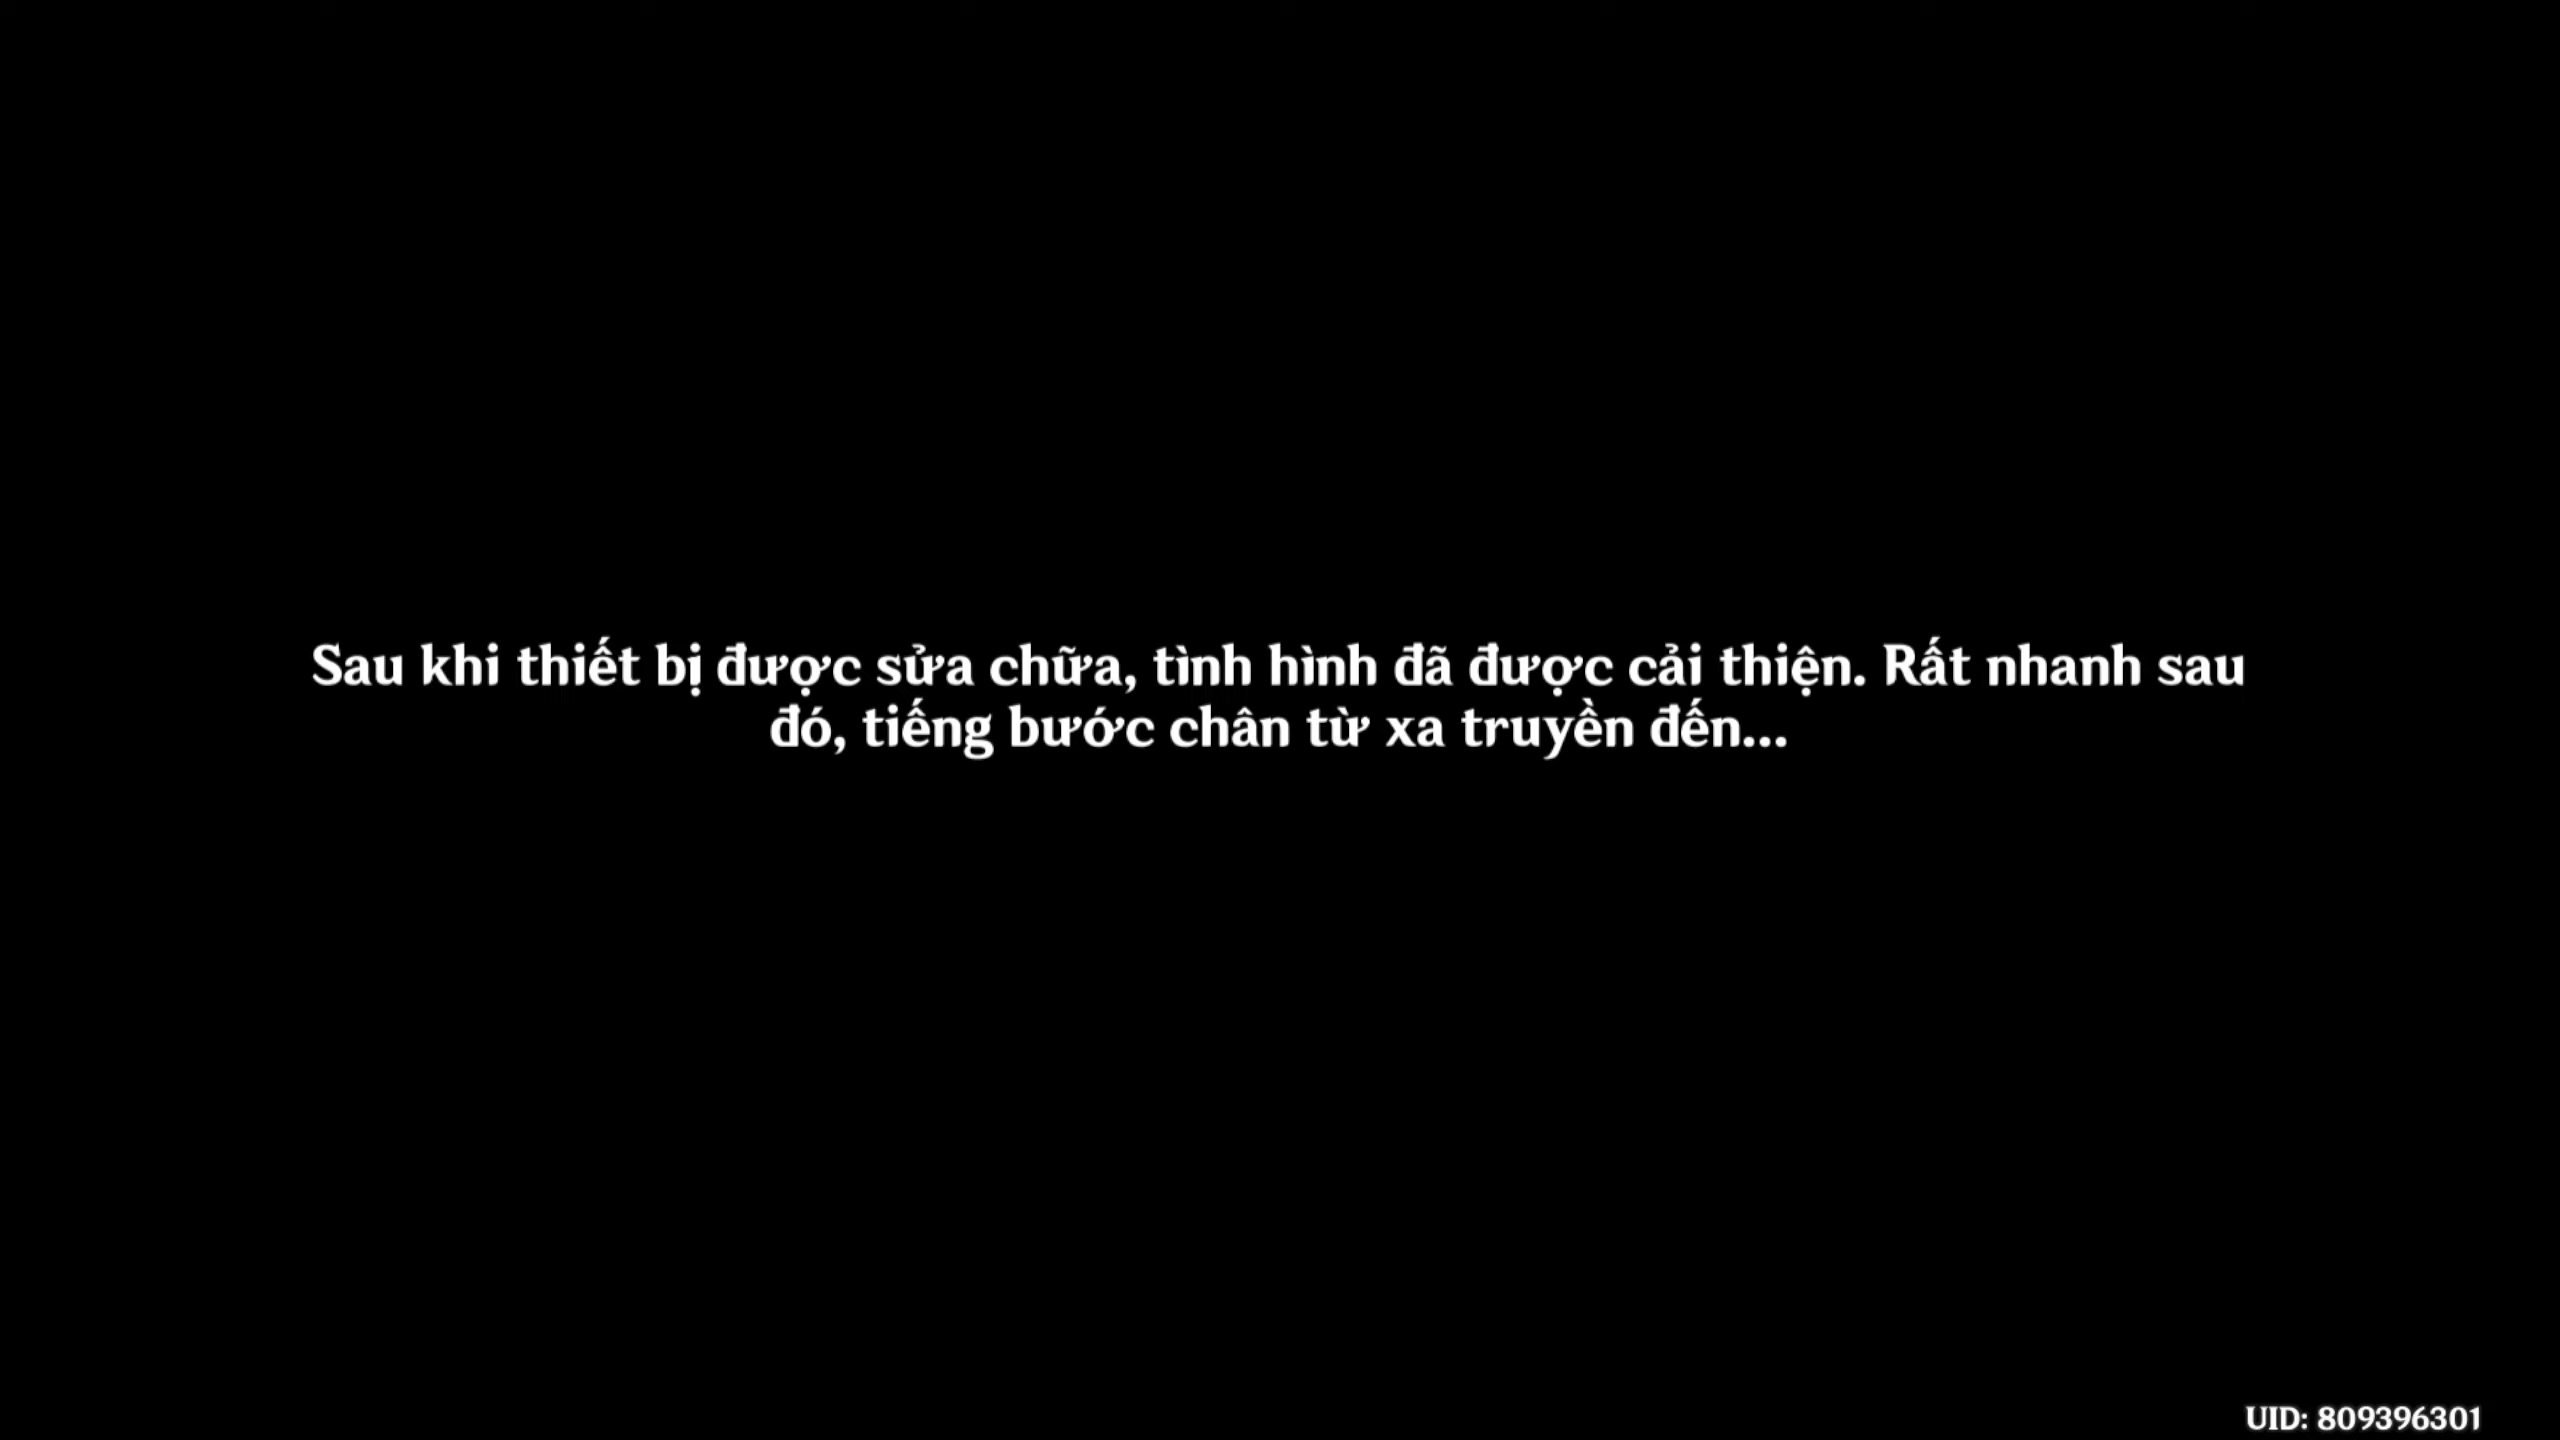 Sau khi thiết bị được sửa chữa, tình hình đã được cải thiện. Rất nhanh sau
đó, tiếng bước chân từ xa truyền đến...
UID: 809396301